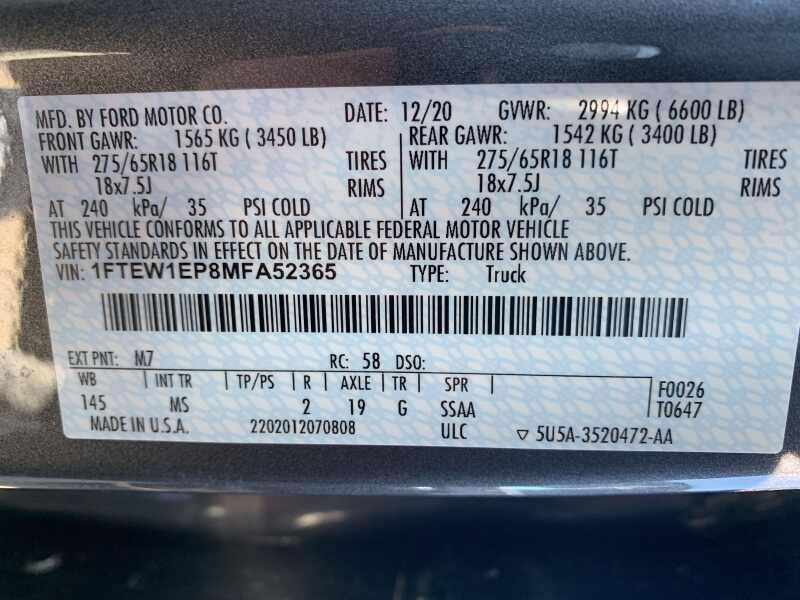 MFD. BY FORD MOTOR CO. DATE: 12/20 GVWR: 2994 KG ( 6600 LB)
FRONT GAWR: 1565 KG ( 3450 LB) REAR GAWR: 1542 KG ( 3400 LB)
WITH 275/65R18 116T TIRES WITH 275/65R18 116T TIRES
18x7.5J RIMS 18x7.5J RIMS
AT 240 kPa/ 35 PSI COLD AT 240 kPa/ 35 PSI COLD
THIS VEHICLE CONFORMS TO ALL APPLICABLE FEDERAL MOTOR VEHICLE
SAFETY STANDARDS IN EFFECT ON THE DATE OF MANUFACTURE SHOWN ABOVE.
VIN: 1FTEW1EP8MFA52365 TYPE: Truck
EXT PNT: M7 RC: 58 DSO:
WB INT TR TP/PS R AXLE TR SPR F0026
145 MS 2 19 G SSAA T0647
MADE IN U.S.A. 2202012070808 ULC ▽ 5U5A-3520472-AA